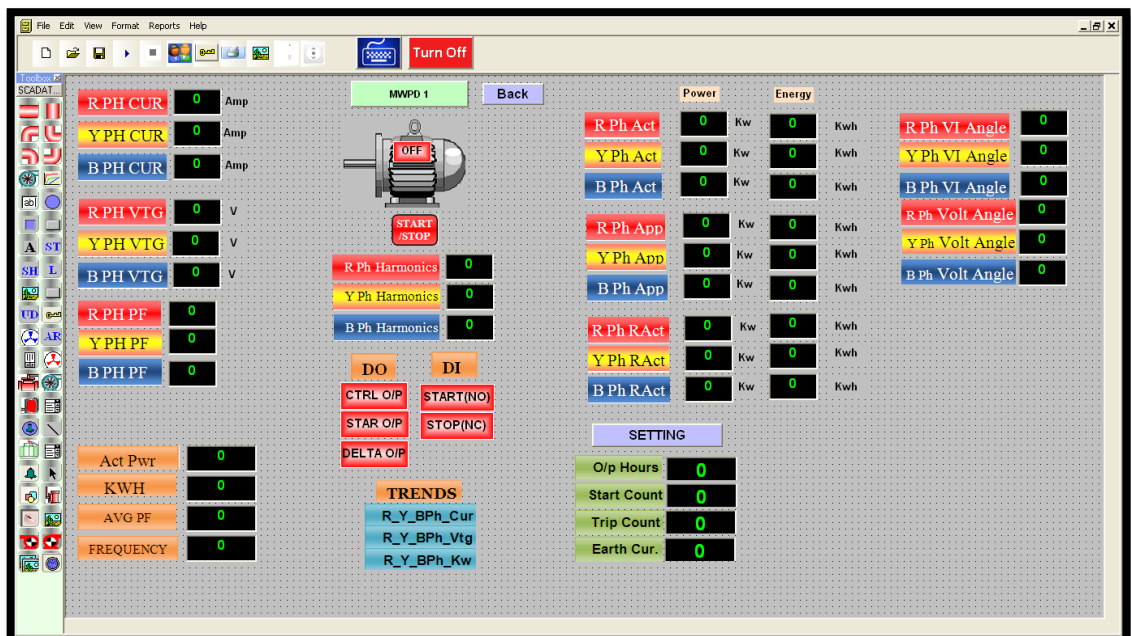 File Edit View Format Reports Help
Turn Off
Toolbox
SCADAT...
ab|
A ST
SH L
UD
AR
MWPD 1
Back
R PH CUR 0 Amp
Y PH CUR 0 Amp
B PH CUR 0 Amp
R PH VTG 0 V
Y PH VTG 0 V
B PH VTG 0 V
R PH PF 0
Y PH PF 0
B PH PF 0
Act Pwr 0
KWH 0
AVG PF 0
FREQUENCY 0
OFF
START
/STOP
R Ph Harmonics 0
Y Ph Harmonics 0
B Ph Harmonics 0
DO DI
CTRL O/P START(NO)
STAR O/P STOP(NC)
DELTA O/P
TRENDS
R_Y_BPh_Cur
R_Y_BPh_Vtg
R_Y_BPh_Kw
Power Energy
R Ph Act 0 Kw 0 Kwh
Y Ph Act 0 Kw 0 Kwh
B Ph Act 0 Kw 0 Kwh
R Ph App 0 Kw 0 Kwh
Y Ph App 0 Kw 0 Kwh
B Ph App 0 Kw 0 Kwh
R Ph RAct 0 Kw 0 Kwh
Y Ph RAct 0 Kw 0 Kwh
B Ph RAct 0 Kw 0 Kwh
SETTING
O/p Hours 0
Start Count 0
Trip Count 0
Earth Cur. 0
R Ph VI Angle 0
Y Ph VI Angle 0
B Ph VI Angle 0
R Ph Volt Angle 0
Y Ph Volt Angle 0
B Ph Volt Angle 0